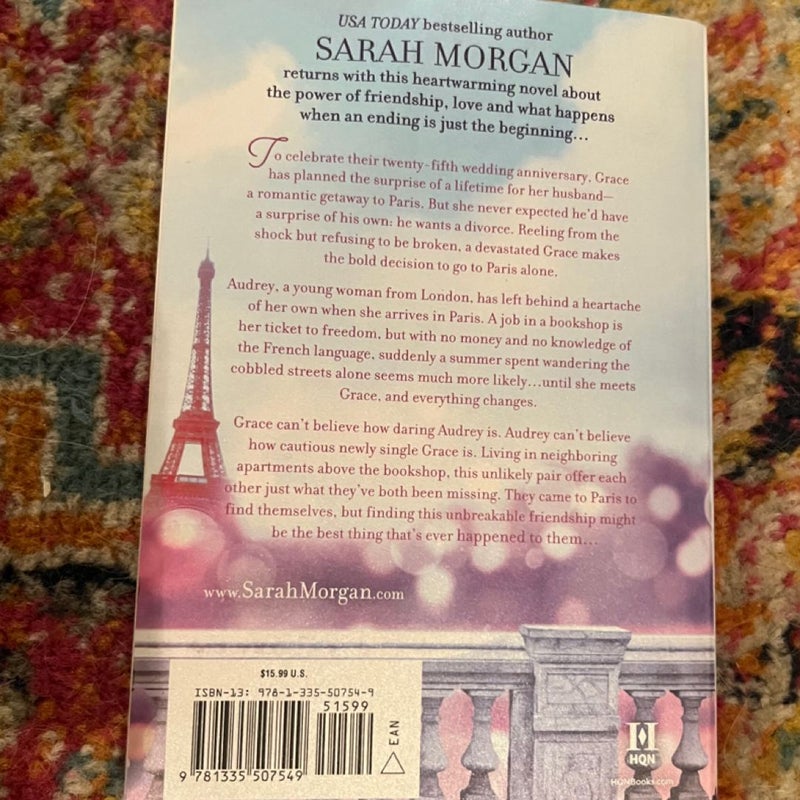 USA TODAY bestselling author
SARAH MORGAN
returns with this heartwarming novel about
the power of friendship, love and what happens
when an ending is just the beginning…
To celebrate their twenty-fifth wedding anniversary, Grace
has planned the surprise of a lifetime for her husband—
a romantic getaway to Paris. But she never expected he'd have
a surprise of his own: he wants a divorce. Reeling from the
shock but refusing to be broken, a devastated Grace makes
the bold decision to go to Paris alone.
Audrey, a young woman from London, has left behind a heartache
of her own when she arrives in Paris. A job in a bookshop is
her ticket to freedom, but with no money and no knowledge of
the French language, suddenly a summer spent wandering the
cobbled streets alone seems much more likely…until she meets
Grace, and everything changes.
Grace can't believe how daring Audrey is. Audrey can't believe
how cautious newly single Grace is. Living in neighboring
apartments above the bookshop, this unlikely pair offer each
other just what they've both been missing. They came to Paris to
find themselves, but finding this unbreakable friendship might
be the best thing that's ever happened to them…
www.SarahMorgan.com
$15.99 U.S.
ISBN-13: 978-1-335-50754-9
51599
EAN
9 781335 507549
H
HQN
HQNBooks.com